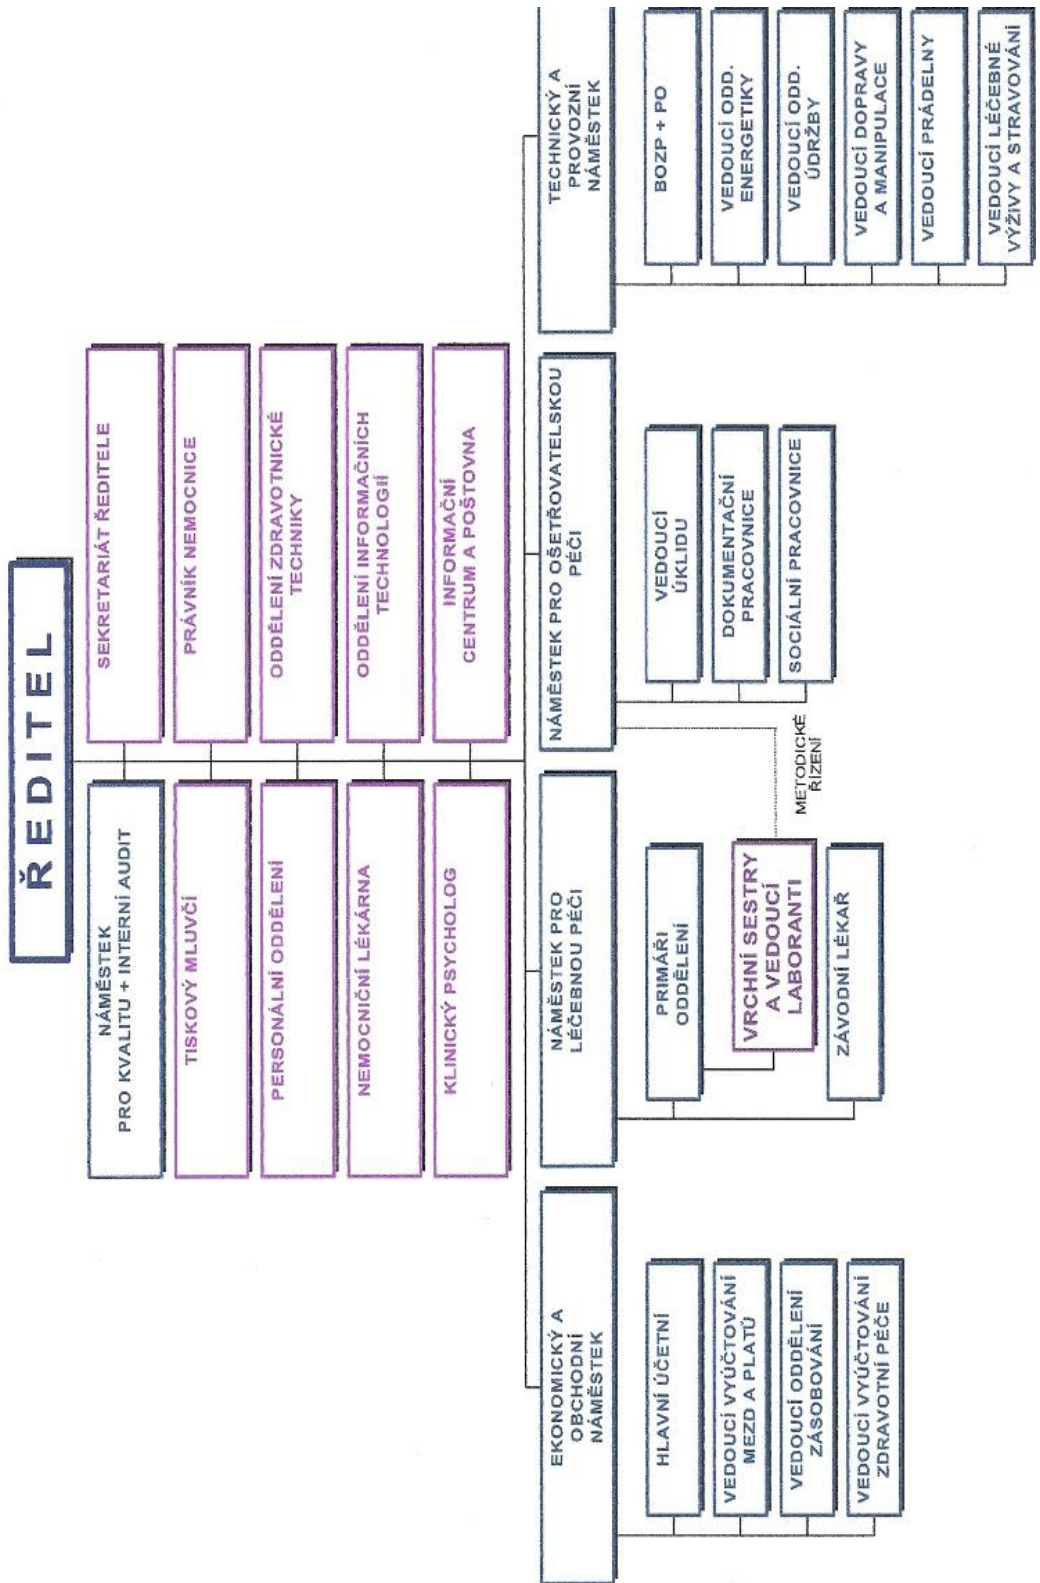 ŘEDITEL
NÁMĚSTEK
PRO KVALITU + INTERNÍ AUDIT
SEKRETARIÁT ŘEDITELE
TISKOVÝ MLUVČÍ
PRÁVNÍK NEMOCNICE
PERSONÁLNÍ ODDĚLENÍ
ODDĚLENÍ ZDRAVOTNICKÉ
TECHNIKY
NEMOCNIČNÍ LÉKÁRNA
ODDĚLENÍ INFORMAČNÍCH
TECHNOLOGIÍ
KLINICKÝ PSYCHOLOG
INFORMAČNÍ
CENTRUM A POŠTOVNA
EKONOMICKÝ A
OBCHODNÍ
NÁMĚSTEK
HLAVNÍ ÚČETNÍ
VEDOUCÍ VYÚČTOVÁNÍ
MEZD A PLATŮ
VEDOUCÍ ODDĚLENÍ
ZÁSOBOVÁNÍ
VEDOUCÍ VYÚČTOVÁNÍ
ZDRAVOTNÍ PÉČE
NÁMĚSTEK PRO
LÉČEBNOU PÉČI
PRIMÁŘI
ODDĚLENÍ
VRCHNÍ SESTRY
A VEDOUCÍ
LABORANTI
ZÁVODNÍ LÉKAŘ
METODICKÉ
ŘÍZENÍ
NÁMĚSTEK PRO OŠETŘOVATELSKOU
PÉČI
VEDOUCÍ
ÚKLIDU
DOKUMENTAČNÍ
PRACOVNICE
SOCIÁLNÍ PRACOVNICE
TECHNICKÝ A
PROVOZNÍ
NÁMĚSTEK
BOZP + PO
VEDOUCÍ ODD.
ENERGETIKY
VEDOUCÍ ODD.
ÚDRŽBY
VEDOUCÍ DOPRAVY
A MANIPULACE
VEDOUCÍ PRÁDELNY
VEDOUCÍ LÉČEBNÉ
VÝŽIVY A STRAVOVÁNÍ